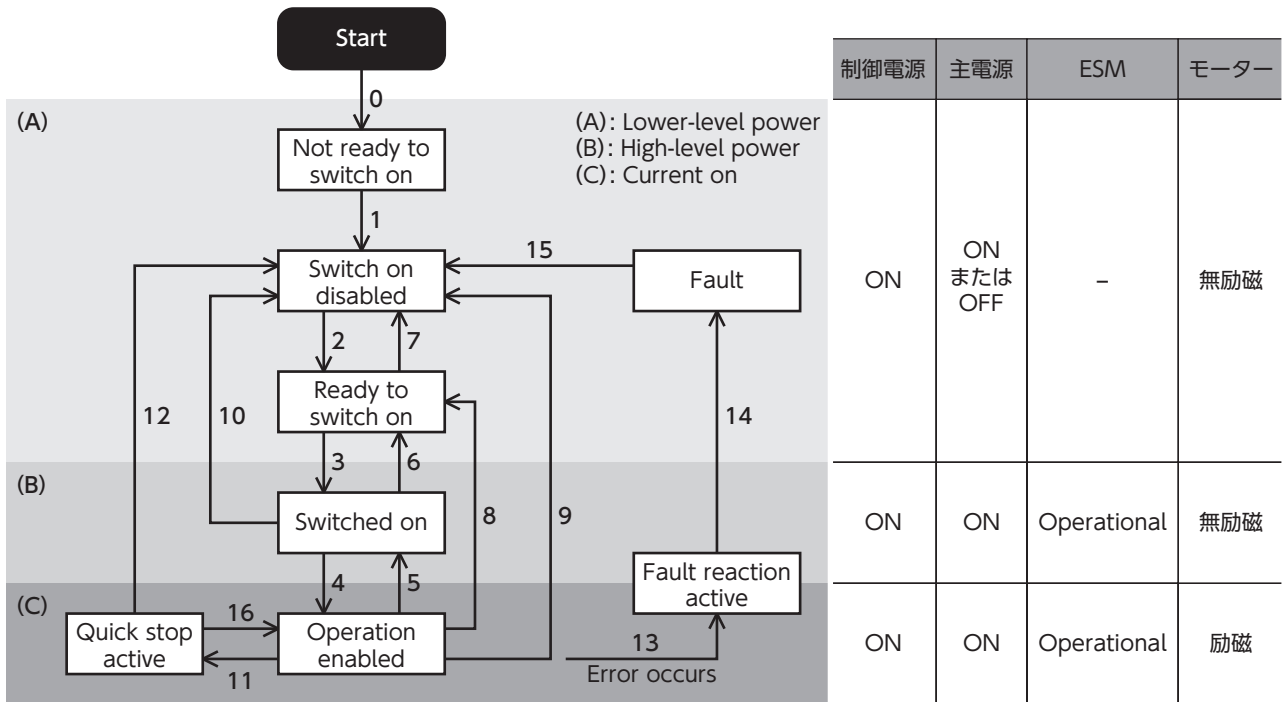 Start
0
(A)
(A): Lower-level power
(B): High-level power
(C): Current on
Not ready to
switch on
1
15
Switch on
disabled
Fault
2
7
Ready to
switch on
12
10
14
3
6
(B)
Switched on
8
9
4
5
Fault reaction
active
(C)
16
Quick stop
active
Operation
enabled
13
Error occurs
11
制御電源 主電源 ESM モーター
ON
ON
または
OFF
–
無励磁
ON ON Operational 無励磁
ON ON Operational 励磁